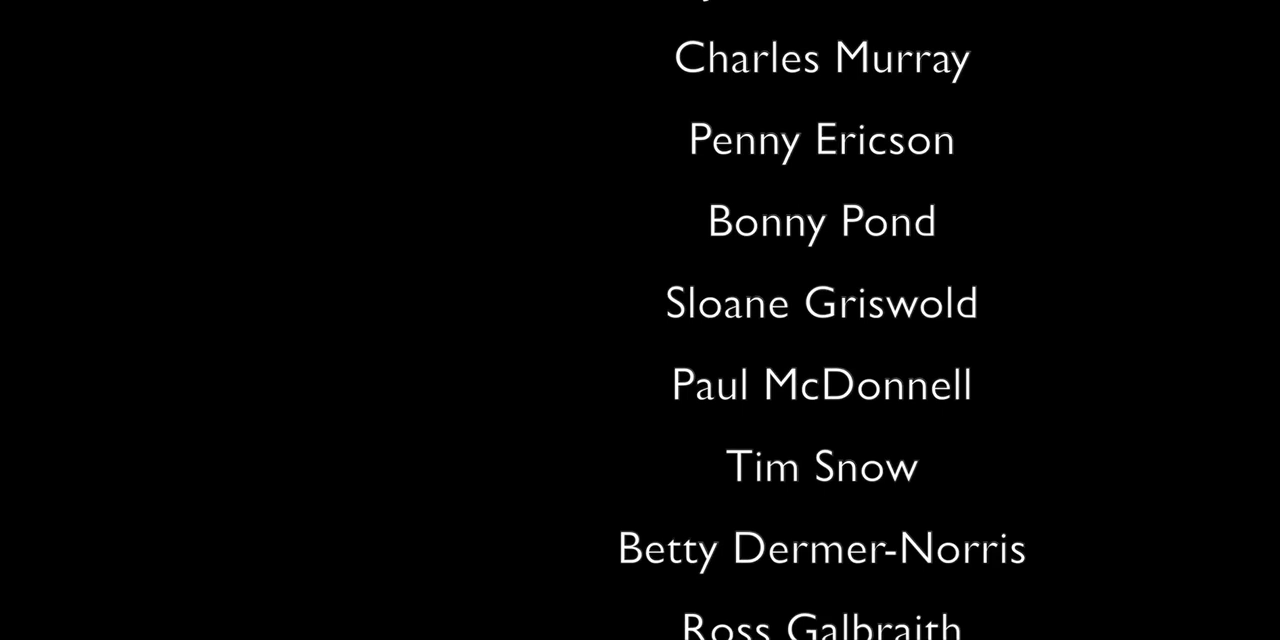 Charles Murray
Penny Ericson
Bonny Pond
Sloane Griswold
Paul McDonnell
Tim Snow
Betty Dermer-Norris
Ross Galbraith